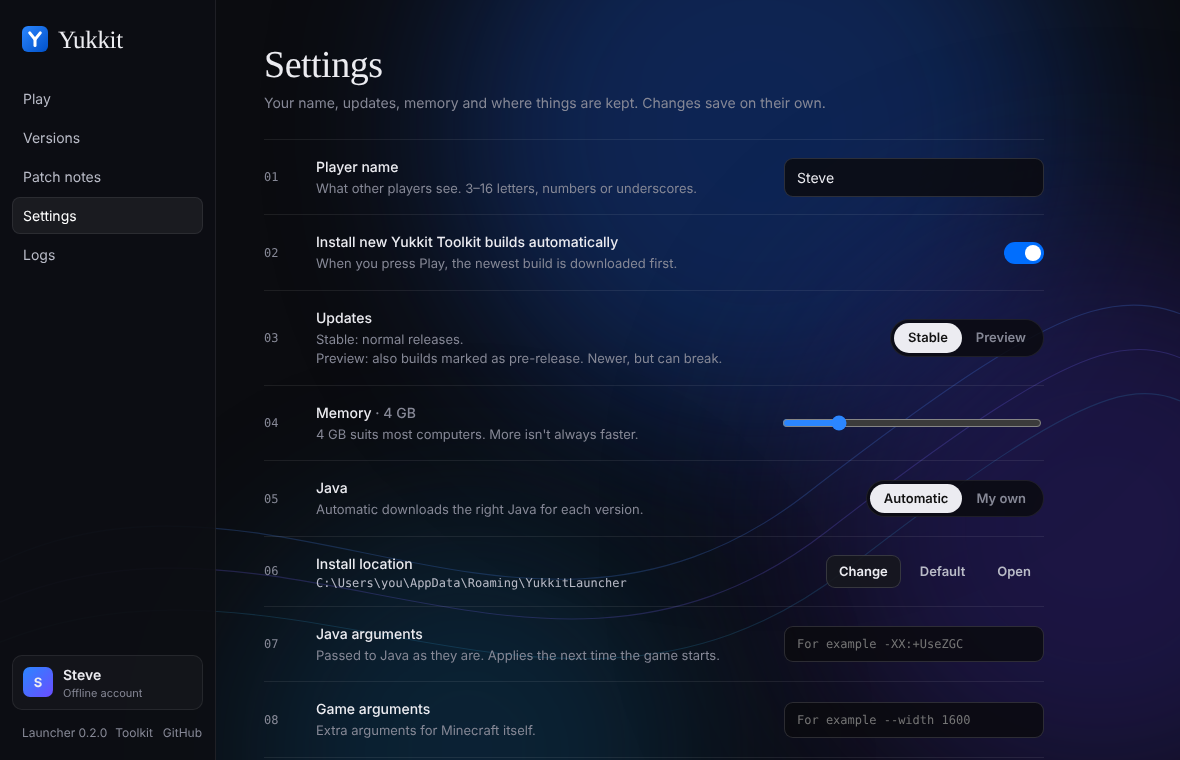 Y Yukkit
Play
Versions
Patch notes
Settings
Logs
S
Steve
Offline account
Launcher 0.2.0 Toolkit GitHub
Settings
Your name, updates, memory and where things are kept. Changes save on their own.
01
Player name
What other players see. 3–16 letters, numbers or underscores.
Steve
02
Install new Yukkit Toolkit builds automatically
When you press Play, the newest build is downloaded first.
03
Updates
Stable: normal releases.
Preview: also builds marked as pre-release. Newer, but can break.
Stable Preview
04
Memory · 4 GB
4 GB suits most computers. More isn't always faster.
05
Java
Automatic downloads the right Java for each version.
Automatic My own
06
Install location
C:\Users\you\AppData\Roaming\YukkitLauncher
Change Default Open
07
Java arguments
Passed to Java as they are. Applies the next time the game starts.
For example -XX:+UseZGC
08
Game arguments
Extra arguments for Minecraft itself.
For example --width 1600